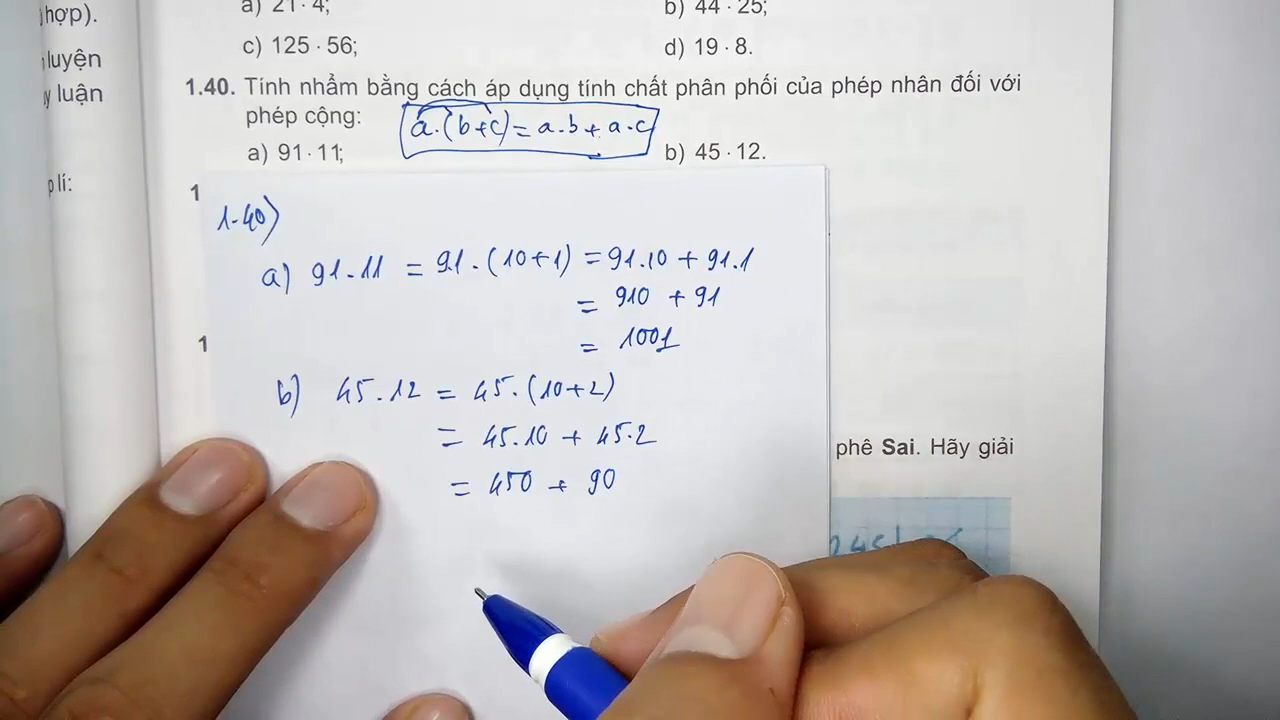 hợp).
a) 21 · 4;
b) 44 · 25;
luyện
c) 125 · 56;
d) 19 · 8.
luận
1.40. Tính nhẩm bằng cách áp dụng tính chất phân phối của phép nhân đối với
phép cộng:
a.(b+c)=a.b+a.c
a) 91 · 11;
b) 45 · 12.
lí:
1
1.40)
a) 91.11 = 91.(10+1) = 91.10 + 91.1
= 910 + 91
= 1001
1
b) 45.12 = 45.(10+2)
= 45.10 + 45.2
phê Sai. Hãy giải
= 450 + 90